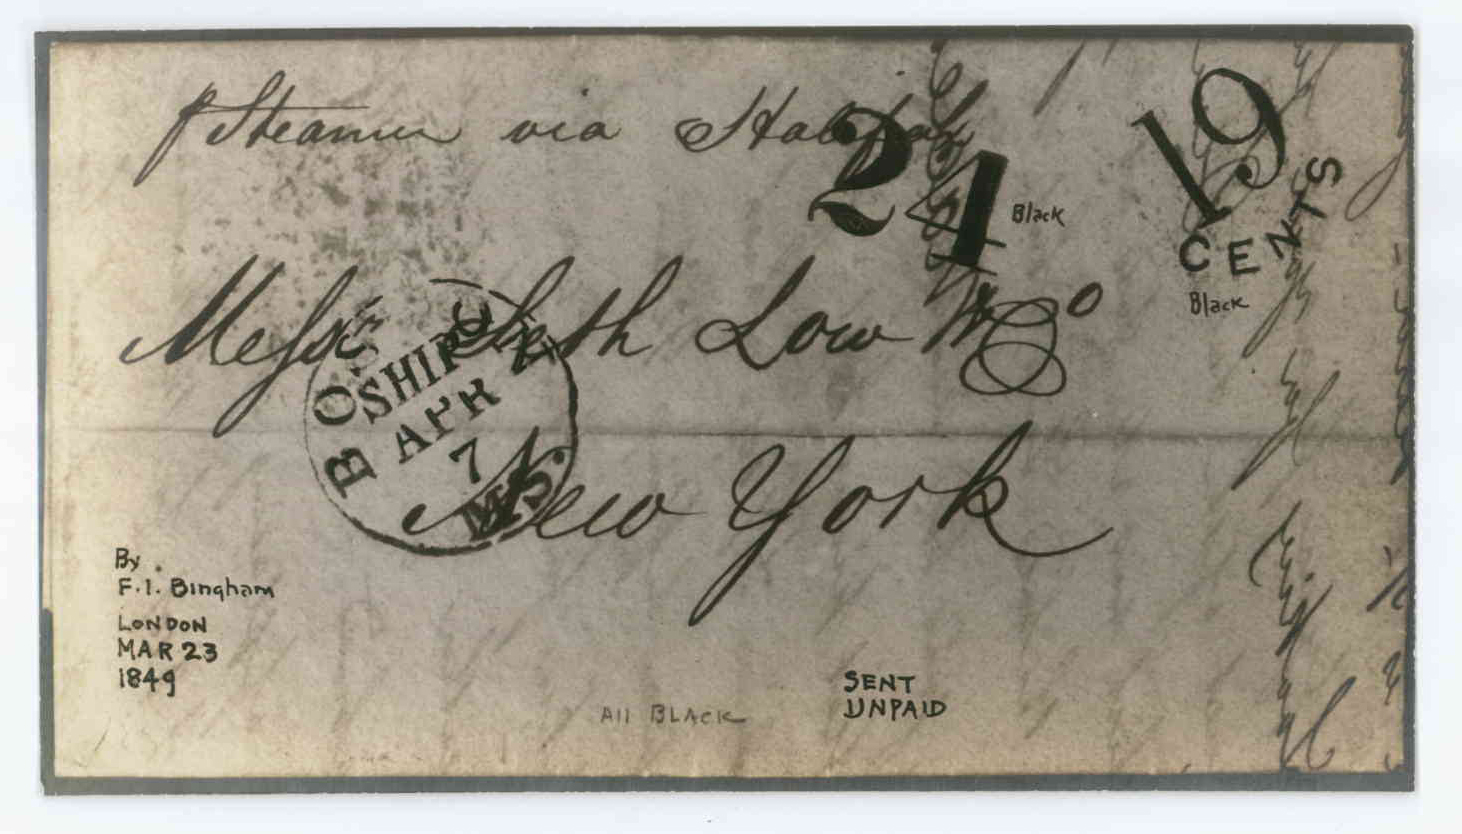 p Steamer via Halifax
24
Black
19
CENTS
Black
Messrs Seth Low & Co
BOSTON
SHIP
APR
7
MS.
New York
By
F.I. Bingham
LONDON
MAR 23
1849
SENT
UNPAID
All BLACK